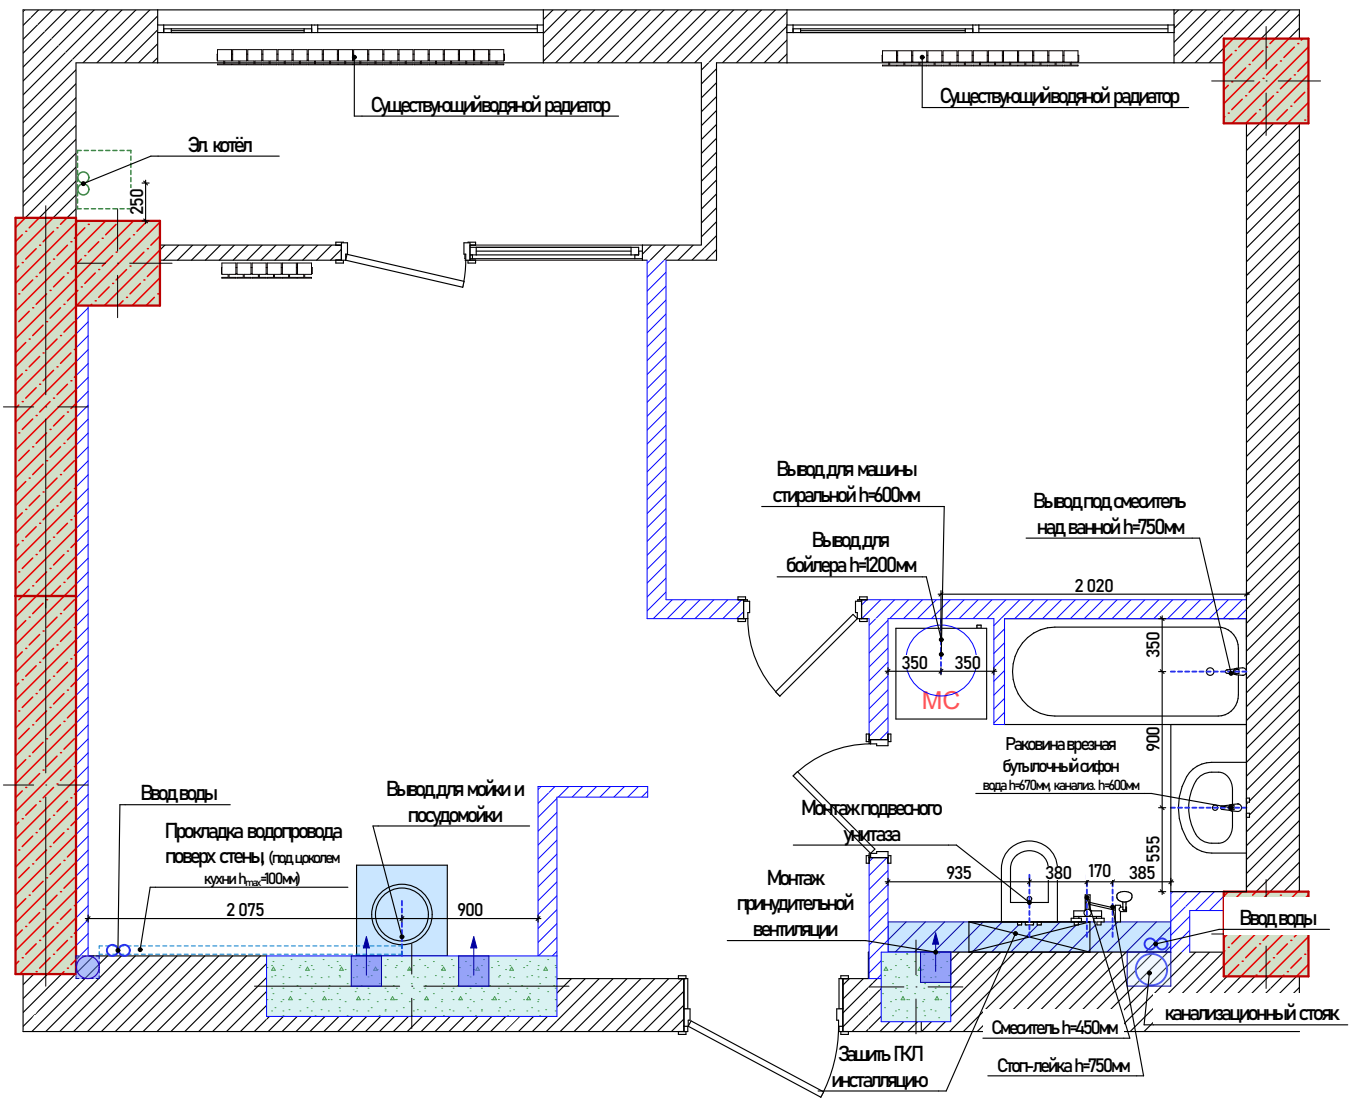 Существующий водяной радиатор
Существующий водяной радиатор
Эл. котёл
250
Вывод для машины
стиральной h=600мм
Вывод под смеситель
над ванной h=750мм
Вывод для
бойлера h=1200мм
2 020
350
350
350
МС
900
Раковина врезная
бутылочный сифон
вода h=670мм, канализ. h=600мм
Ввод воды
Вывод для мойки и
посудомойки
Прокладка водопровода
поверх стены, (под цоколем
кухни hmax=100мм)
Монтаж подвесного
унитаза
555
935
380
170
385
Монтаж
принудительной
вентиляции
2 075
900
Ввод воды
канализационный стояк
Смеситель h=450мм
Зашить ГКЛ
инсталляцию
Стоп-лейка h=750мм